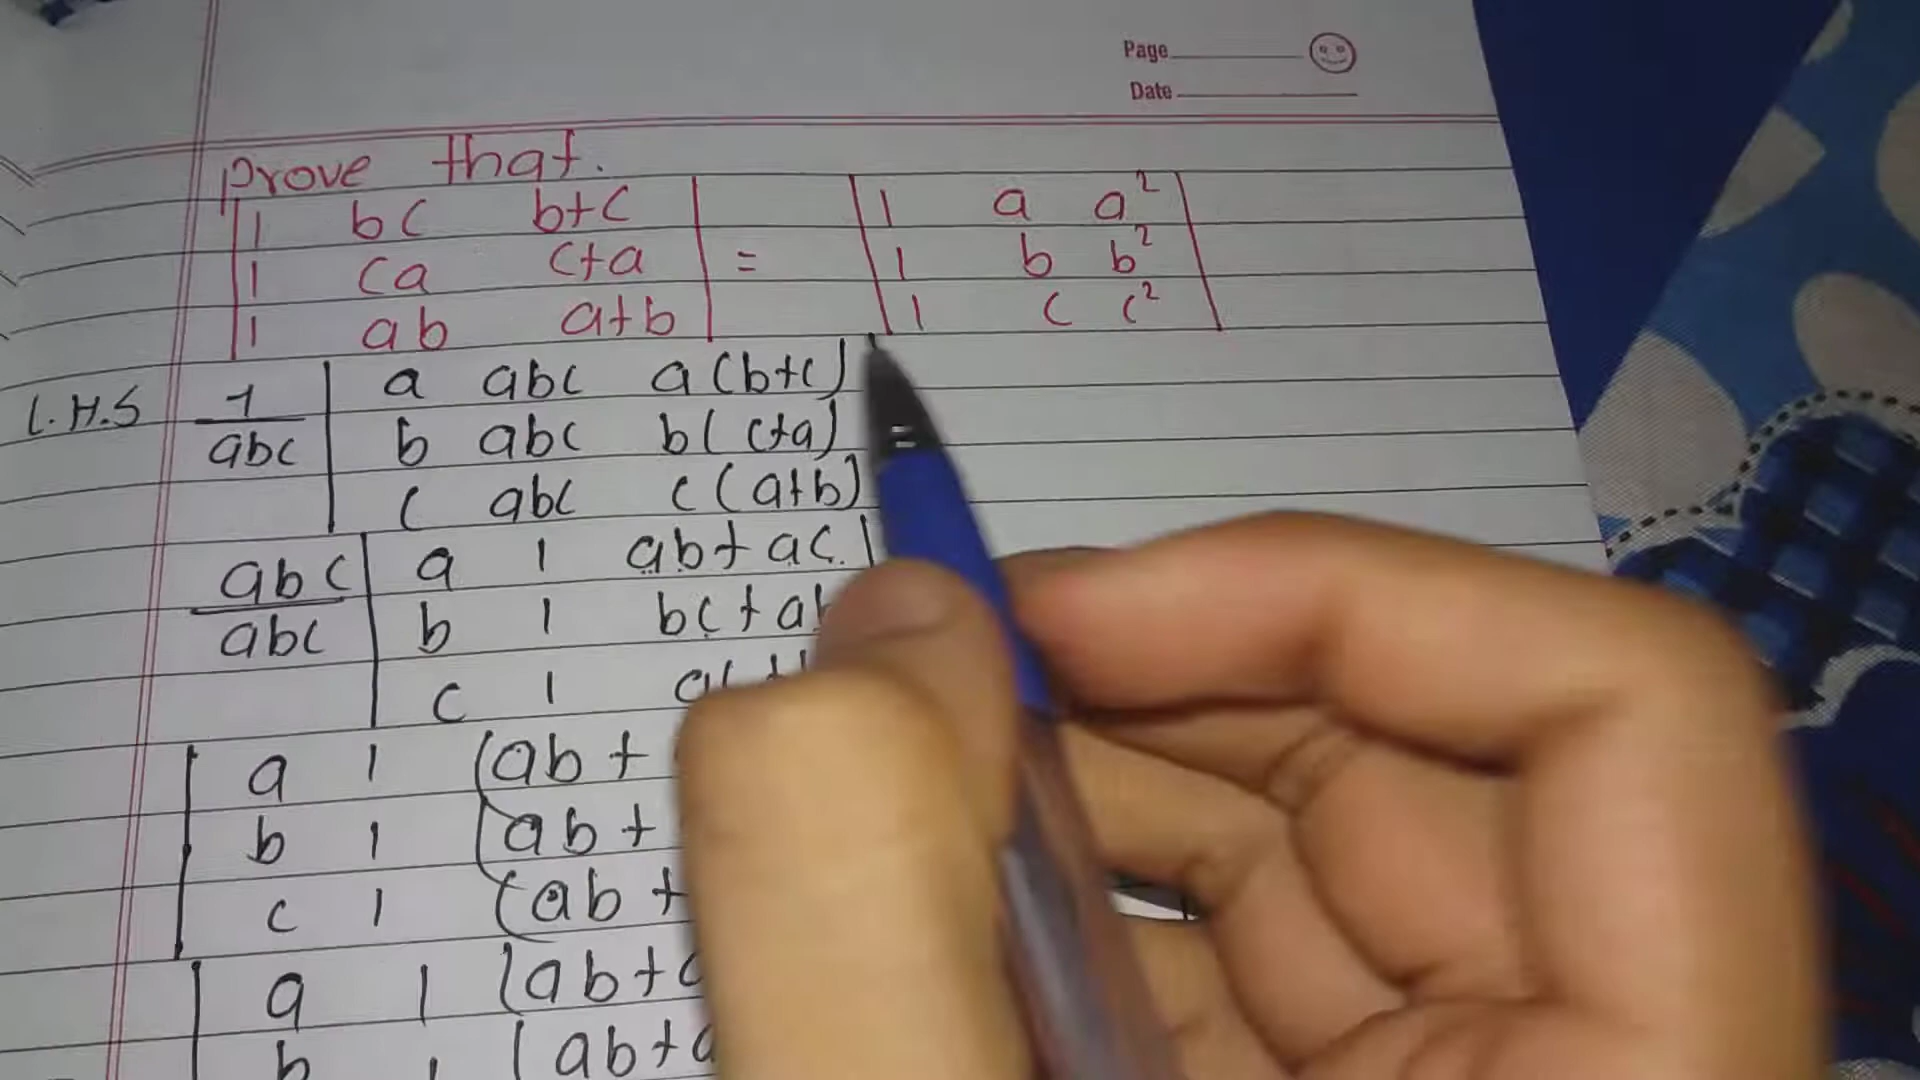 Page
Date
Prove that.
1 bc b+c 1 a a²
1 ca c+a = 1 b b²
1 ab a+b 1 c c²
L.H.S 1 a abc a(b+c)
abc b abc b(c+a)
c abc c(a+b)
abc a 1 ab+ac
abc b 1 bc+ab
c 1
a 1 (ab+
b 1 (ab+
c 1 (ab+
a 1 (ab+
b 1 (ab+